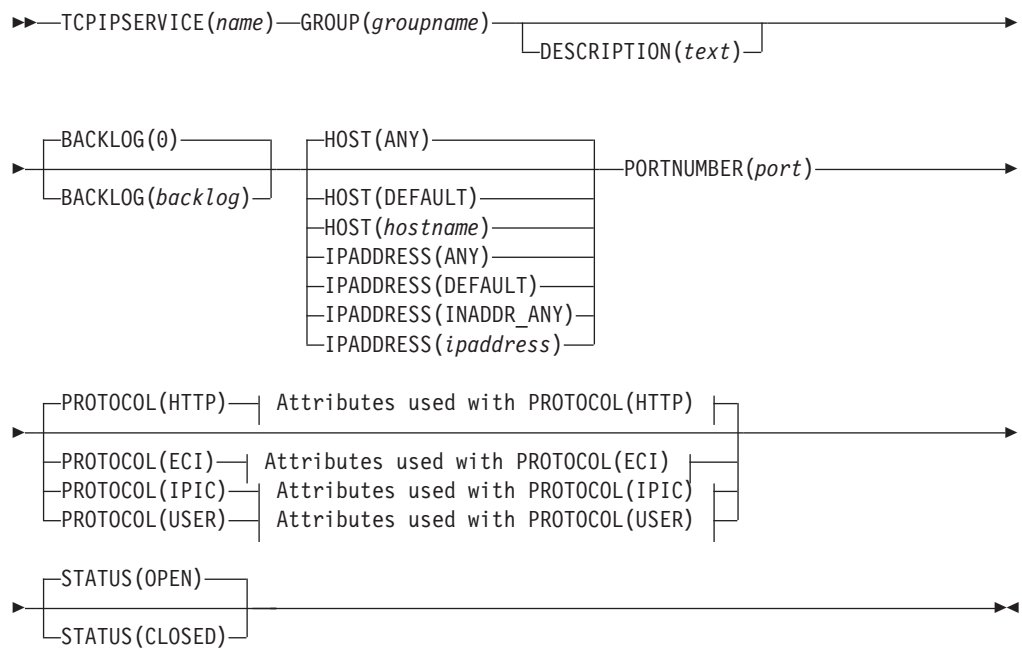 TCPIPSERVICE(name) GROUP(groupname)
DESCRIPTION(text)
BACKLOG(0) HOST(ANY)
PORTNUMBER(port)
BACKLOG(backlog) HOST(DEFAULT)
HOST(hostname)
IPADDRESS(ANY)
IPADDRESS(DEFAULT)
IPADDRESS(INADDR_ANY)
IPADDRESS(ipaddress)
PROTOCOL(HTTP) Attributes used with PROTOCOL(HTTP)
PROTOCOL(ECI) Attributes used with PROTOCOL(ECI)
PROTOCOL(IPIC) Attributes used with PROTOCOL(IPIC)
PROTOCOL(USER) Attributes used with PROTOCOL(USER)
STATUS(OPEN)
STATUS(CLOSED)